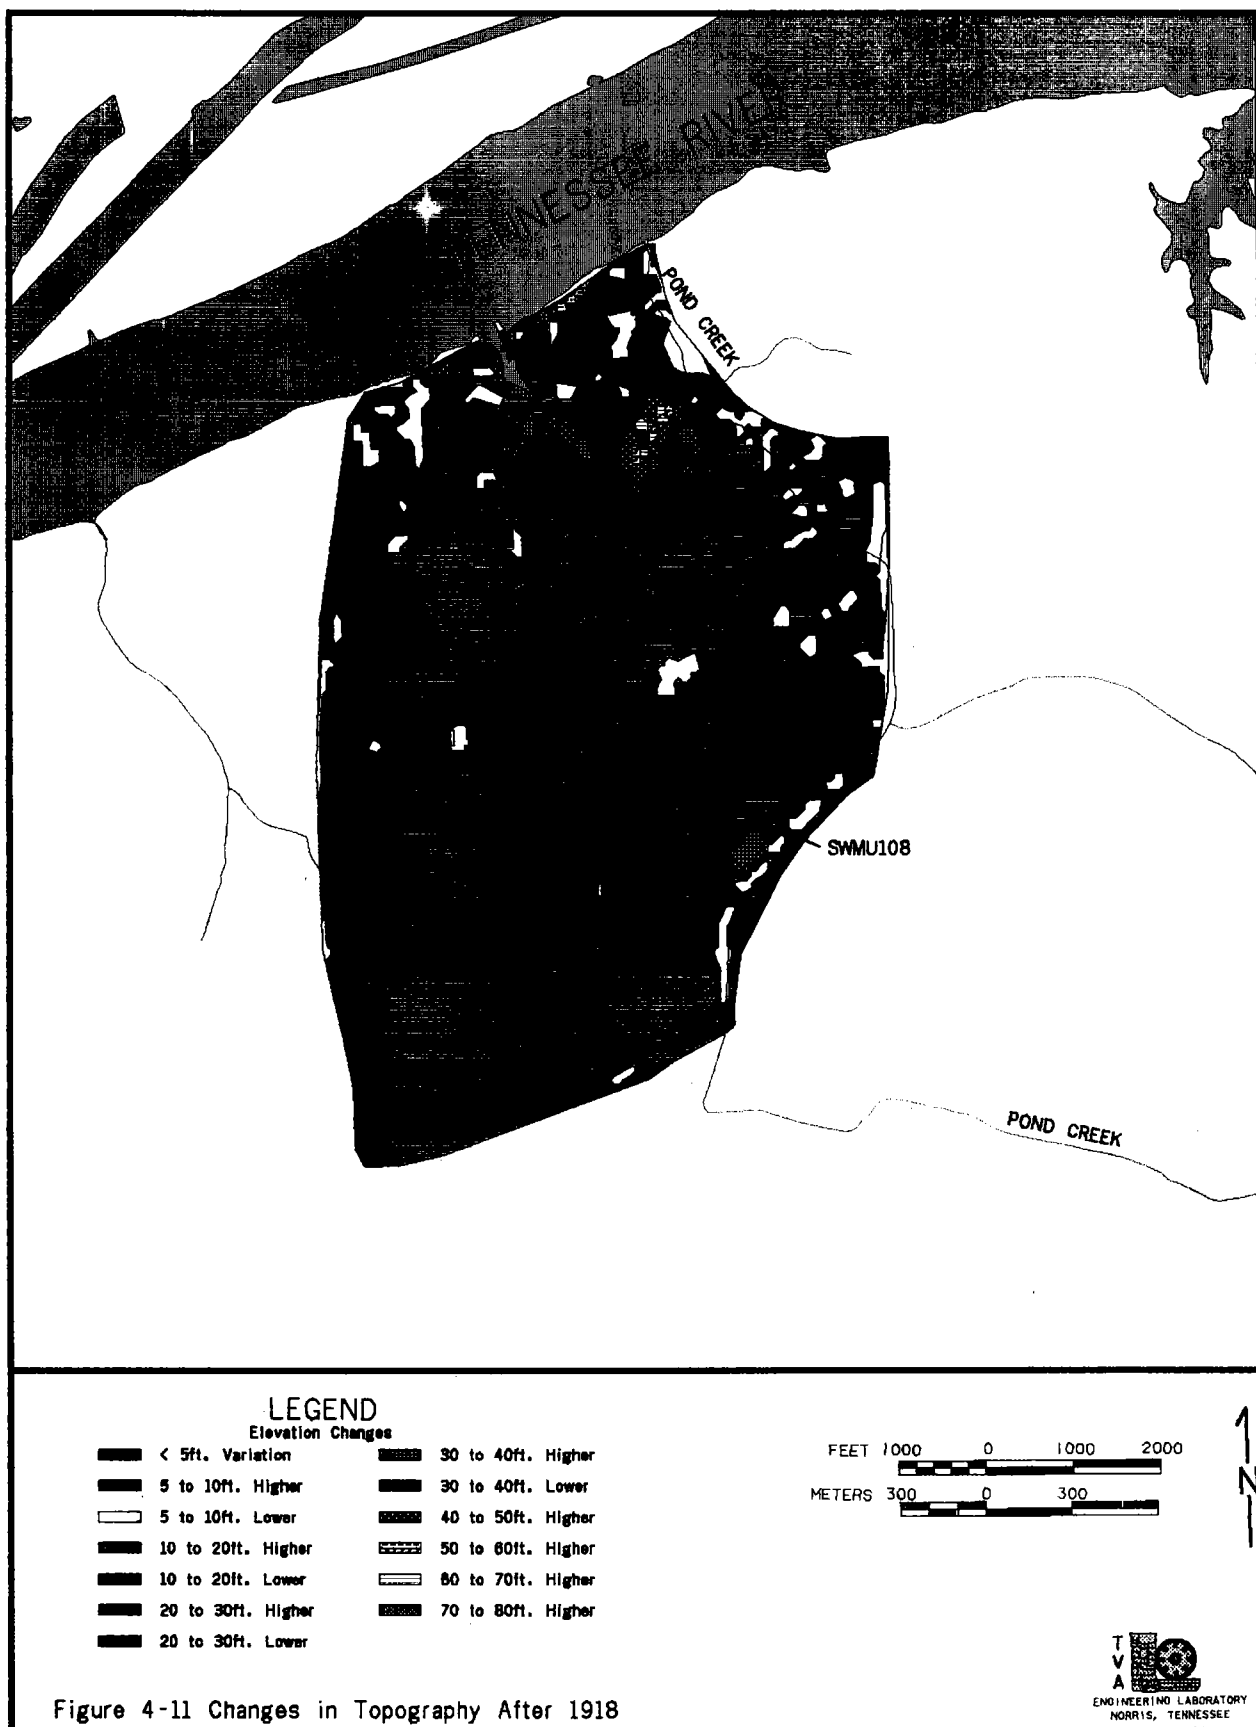 NNESSEE RIVE
POND CREEK
SWMU108
POND CREEK
LEGEND
Elevation Changes
< 5ft. Variation
5 to 10ft. Higher
5 to 10ft. Lower
10 to 20ft. Higher
10 to 20ft. Lower
20 to 30ft. Higher
20 to 30ft. Lower
30 to 40ft. Higher
30 to 40ft. Lower
40 to 50ft. Higher
50 to 60ft. Higher
60 to 70ft. Higher
70 to 80ft. Higher
FEET 1000 0 1000 2000
METERS 300 0 300
N
TVA
ENGINEERING LABORATORY
NORRIS, TENNESSEE
Figure 4-11 Changes in Topography After 1918